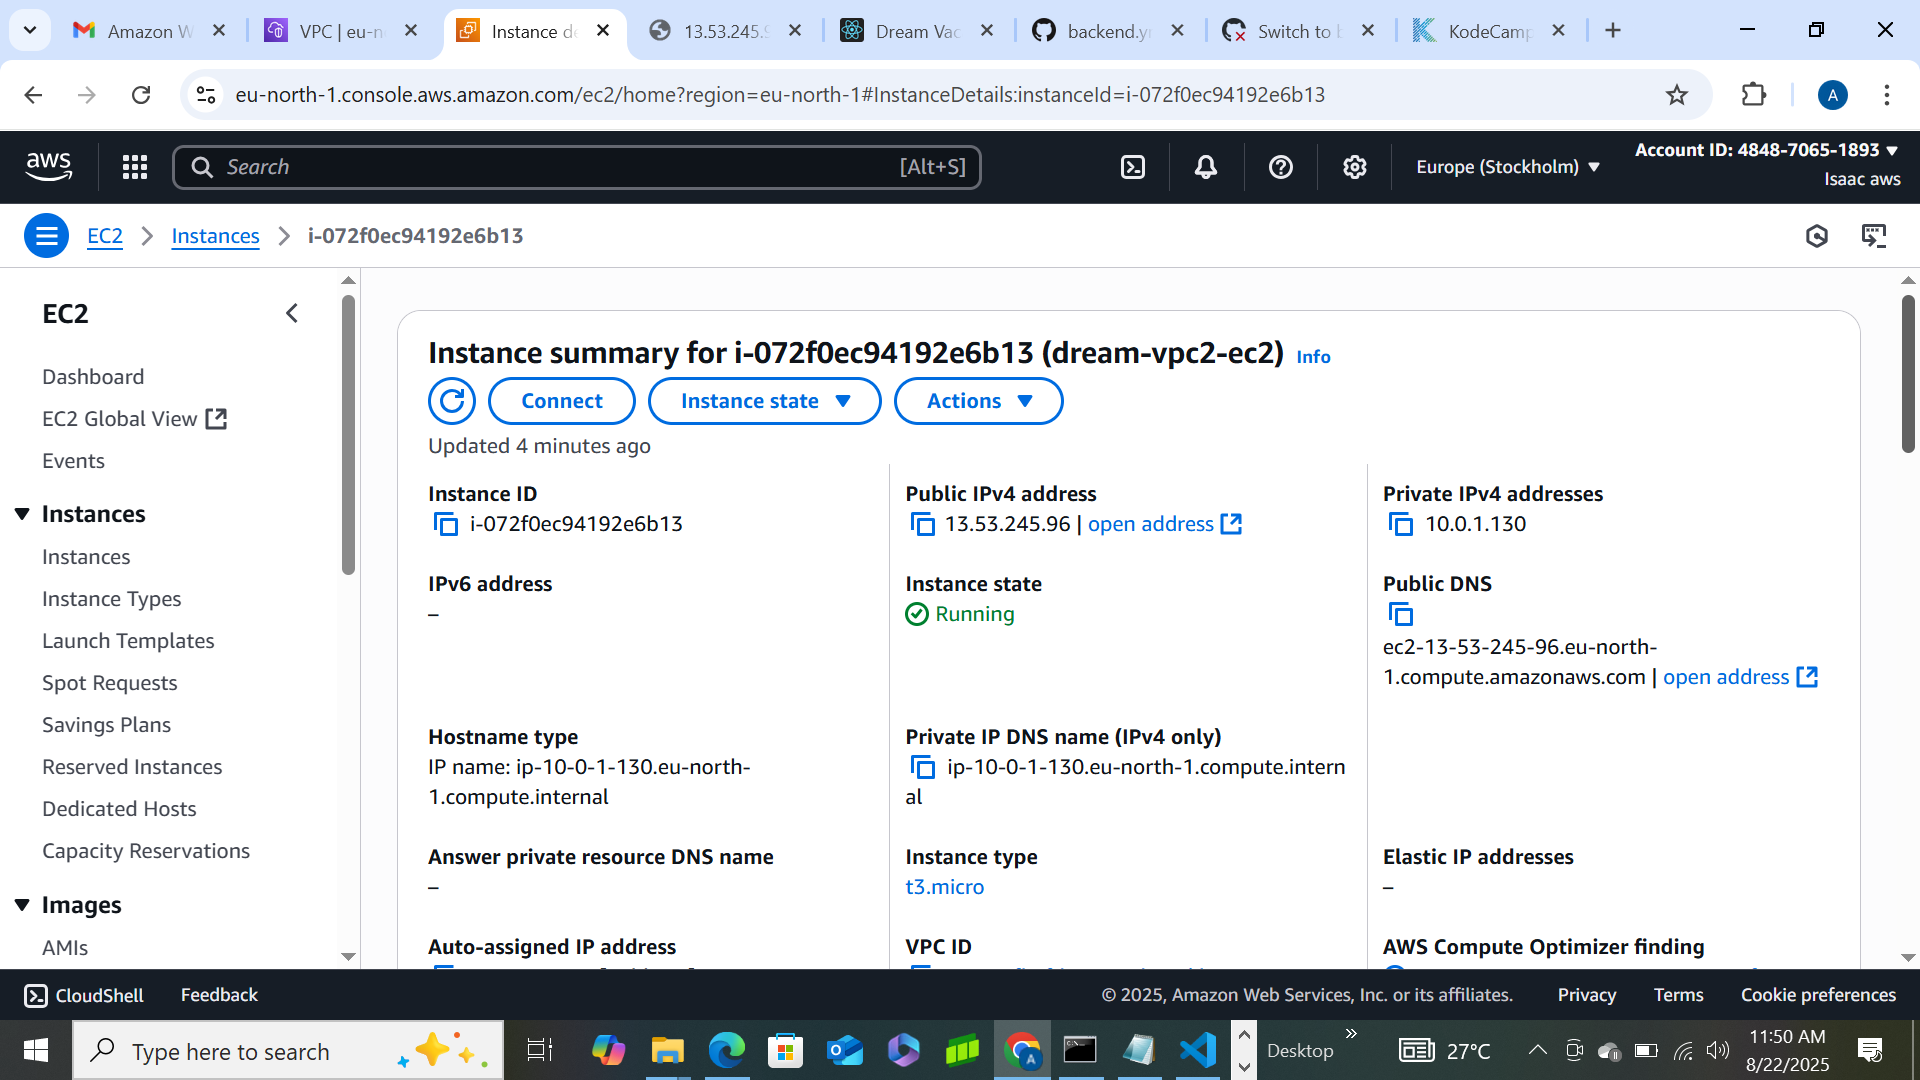 Amazon W
VPC | eu-n
Instance de
13.53.245.9
Dream Vac
backend.y
Switch to b
KodeCamp
eu-north-1.console.aws.amazon.com/ec2/home?region=eu-north-1#InstanceDetails:instanceId=i-072f0ec94192e6b13
A
aws
Search
[Alt+S]
Europe (Stockholm)
Account ID: 4848-7065-1893
Isaac aws
EC2
Instances
i-072f0ec94192e6b13
EC2
Dashboard
EC2 Global View
Events
Instances
Instances
Instance Types
Launch Templates
Spot Requests
Savings Plans
Reserved Instances
Dedicated Hosts
Capacity Reservations
Images
AMIs
Instance summary for i-072f0ec94192e6b13 (dream-vpc2-ec2) Info
Connect
Instance state
Actions
Updated 4 minutes ago
Instance ID
i-072f0ec94192e6b13
Public IPv4 address
13.53.245.96 | open address
Private IPv4 addresses
10.0.1.130
IPv6 address
–
Instance state
Running
Public DNS
ec2-13-53-245-96.eu-north-
1.compute.amazonaws.com | open address
Hostname type
IP name: ip-10-0-1-130.eu-north-
1.compute.internal
Private IP DNS name (IPv4 only)
ip-10-0-1-130.eu-north-1.compute.intern
al
Answer private resource DNS name
–
Instance type
t3.micro
Elastic IP addresses
–
Auto-assigned IP address
VPC ID
AWS Compute Optimizer finding
CloudShell
Feedback
© 2025, Amazon Web Services, Inc. or its affiliates.
Privacy
Terms
Cookie preferences
Type here to search
Desktop
27°C
11:50 AM
8/22/2025